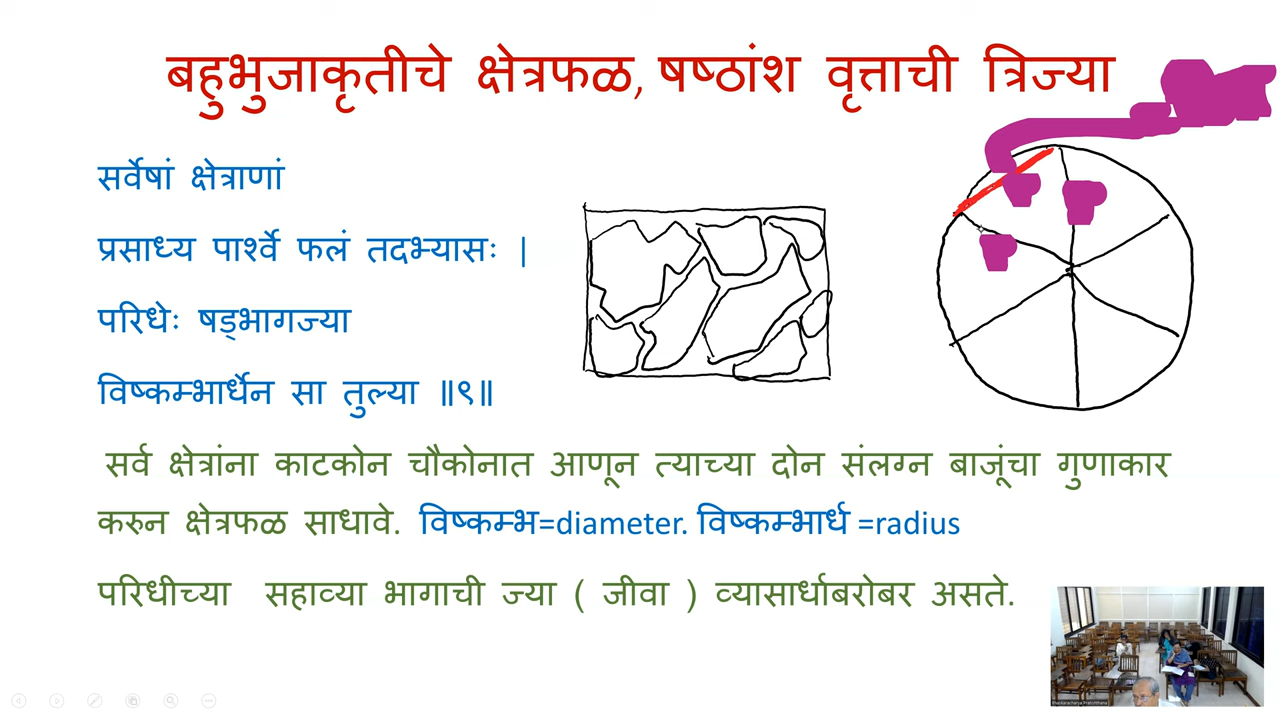 बहुभुजाकृतीचे क्षेत्रफळ, षष्ठांश वृत्ताची त्रिज्या
सर्वेषां क्षेत्राणां
प्रसाध्य पार्श्वे फलं तदभ्यासः |
परिधेः षड्भागज्या
विष्कम्भार्धेन सा तुल्या ॥९॥
सर्व क्षेत्रांना काटकोन चौकोनात आणून त्याच्या दोन संलग्न बाजूंचा गुणाकार
करुन क्षेत्रफळ साधावे. विष्कम्भ=diameter. विष्कम्भार्ध =radius
परिधीच्या सहाव्या भागाची ज्या ( जीवा ) व्यासार्धाबरोबर असते.